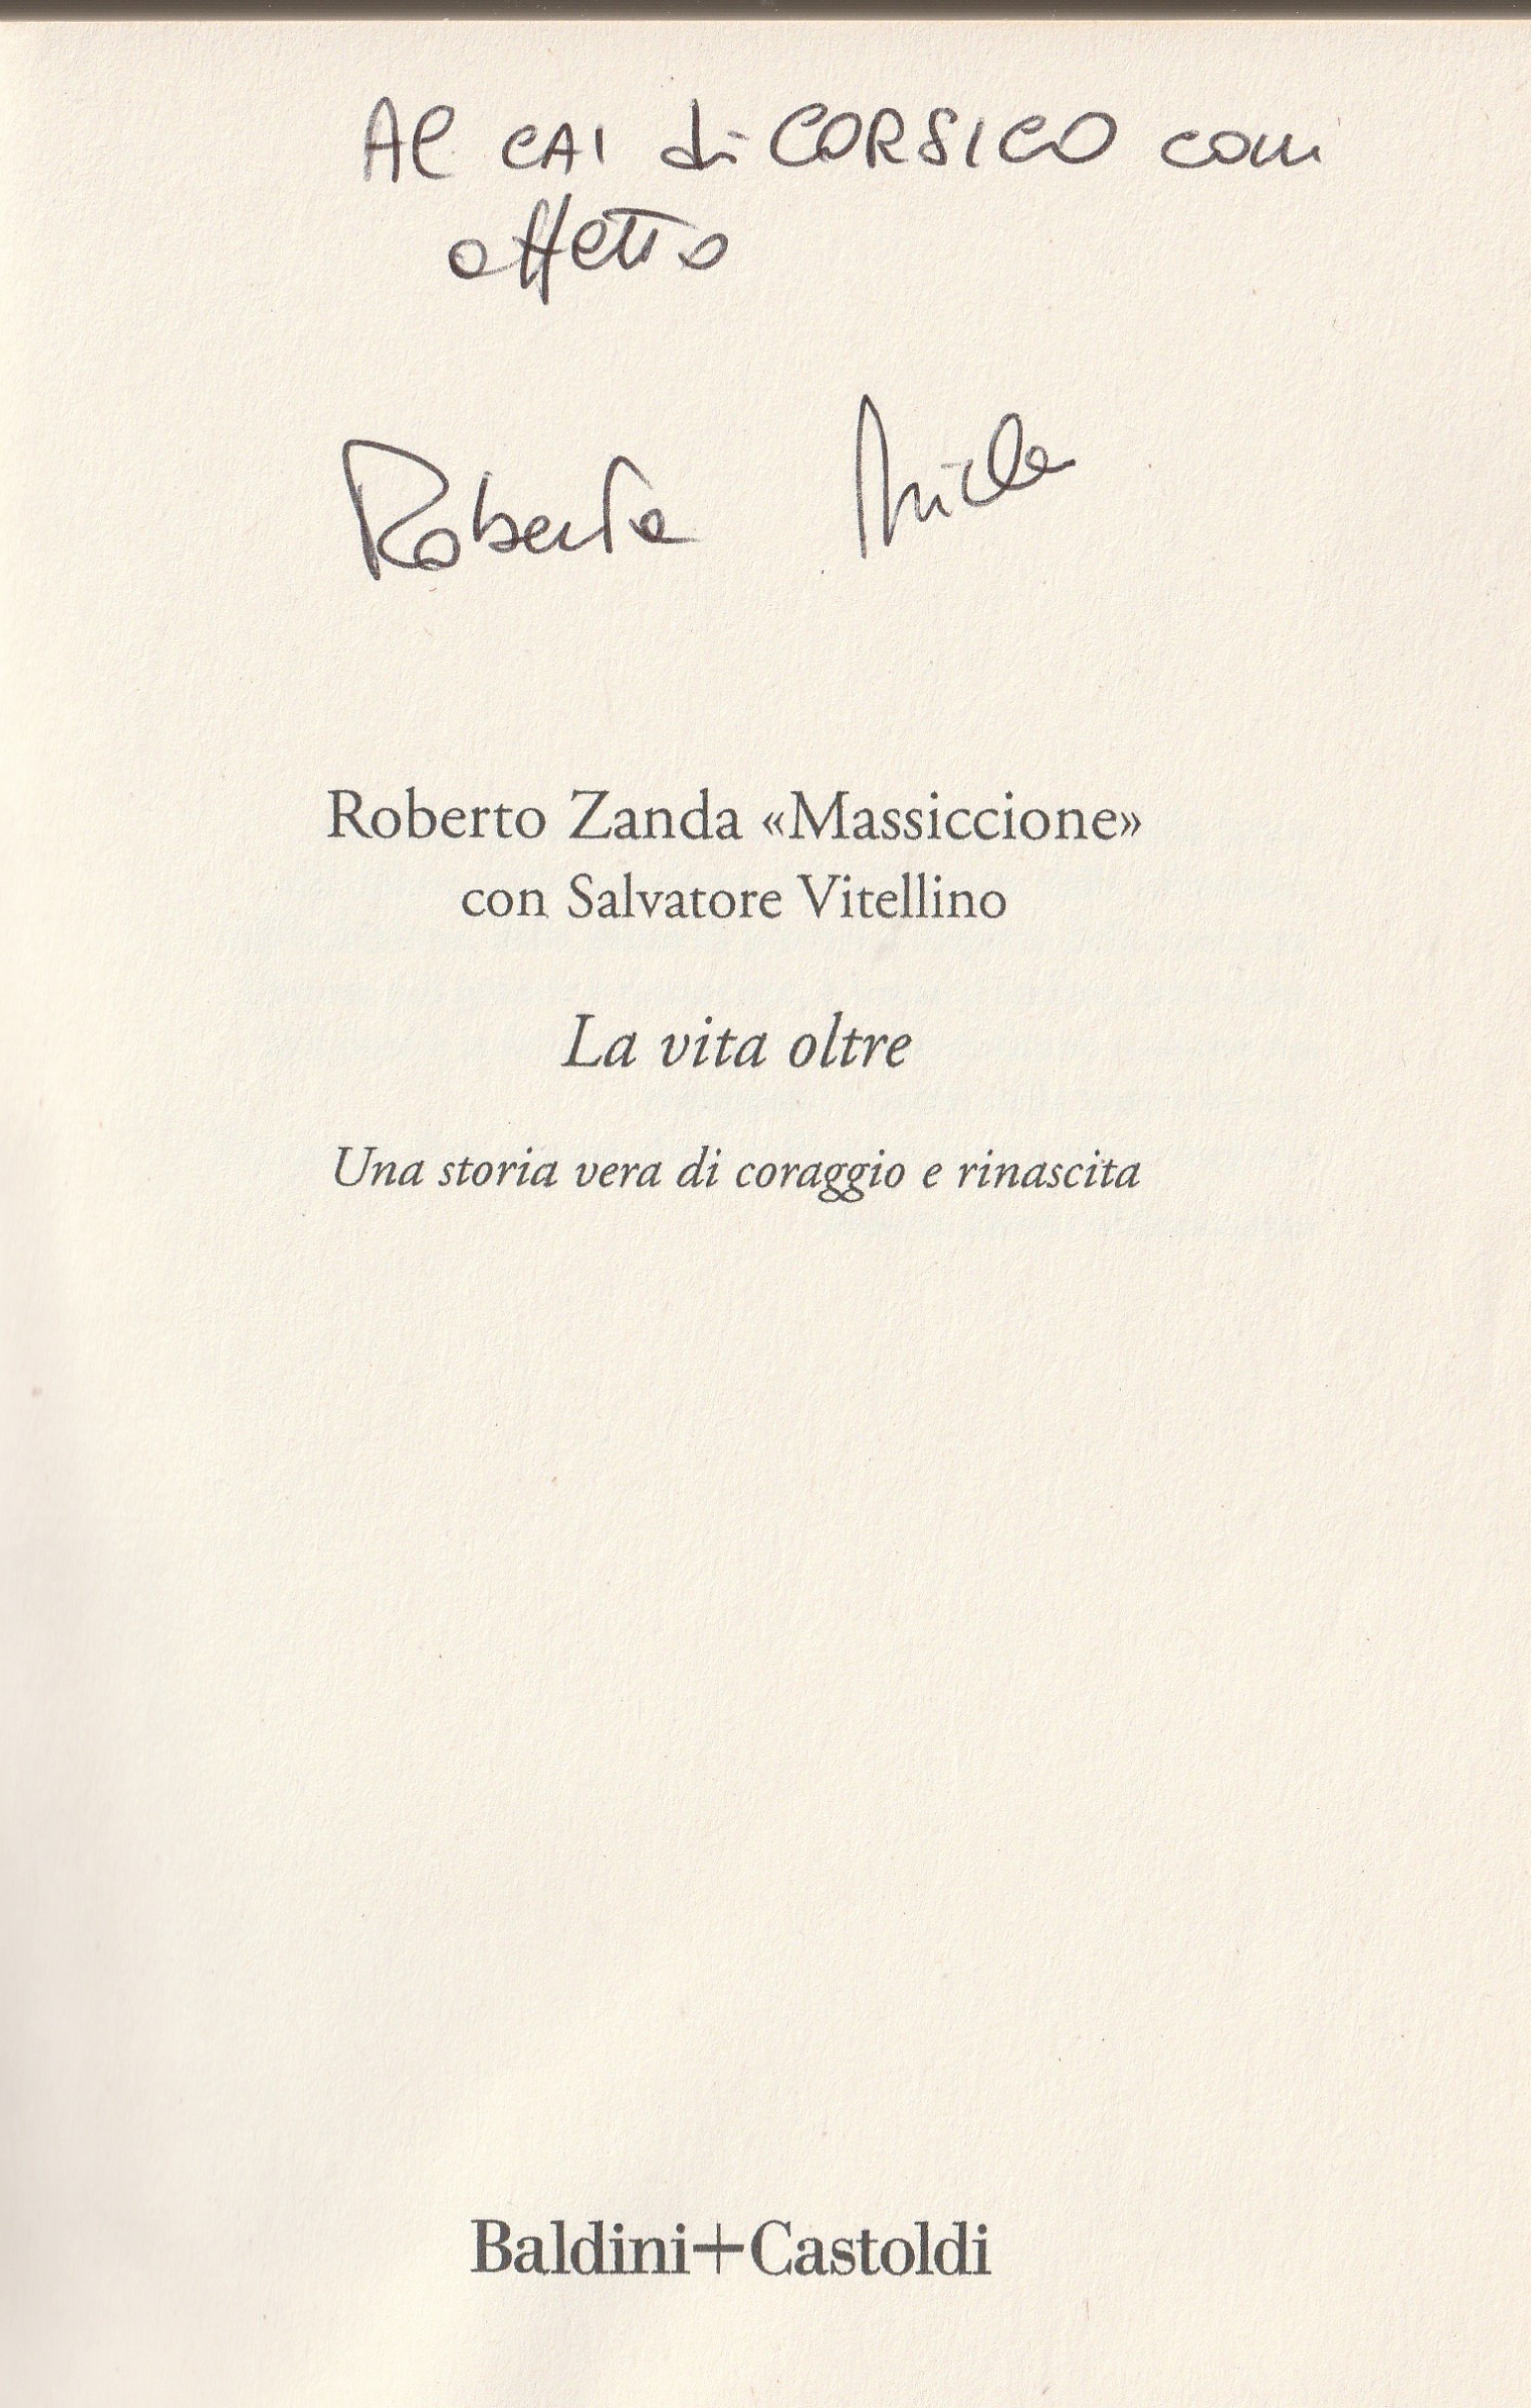 Al CAI di CORSICO con
affetto
Roberta
Roberto Zanda «Massiccione»
con Salvatore Vitellino
La vita oltre
Una storia vera di coraggio e rinascita
Baldini+Castoldi